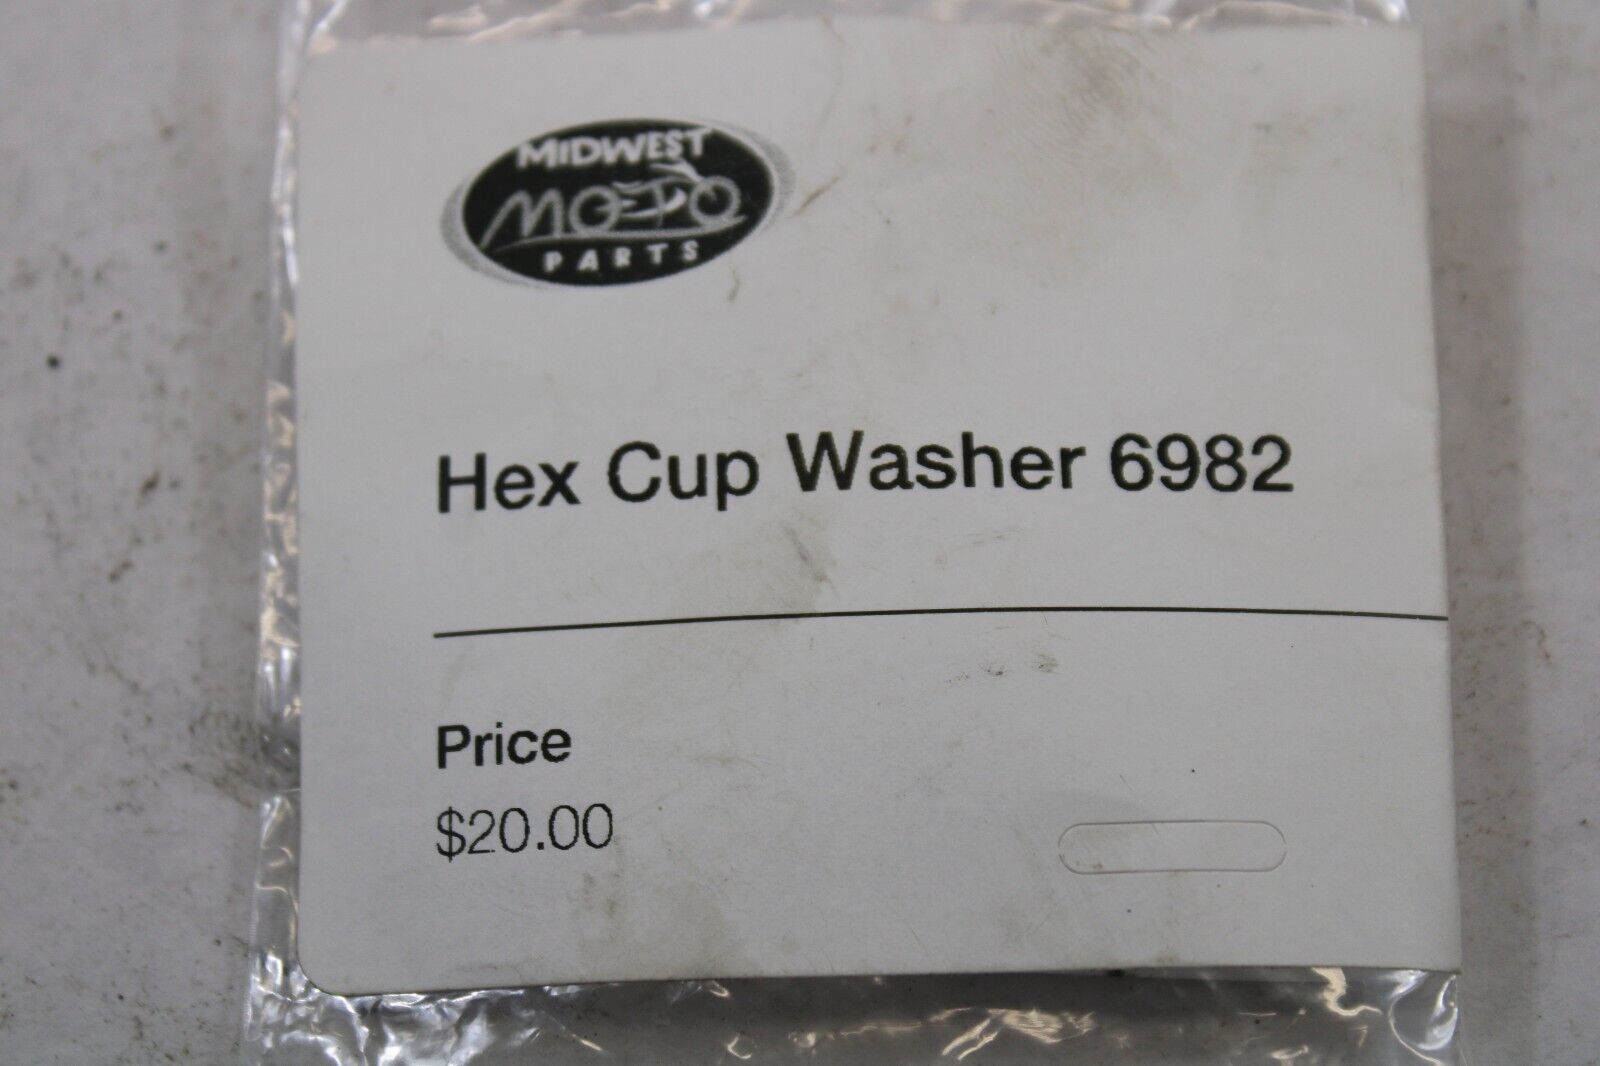 MIDWEST
MOTO
PARTS
Hex Cup Washer 6982
Price
$20.00